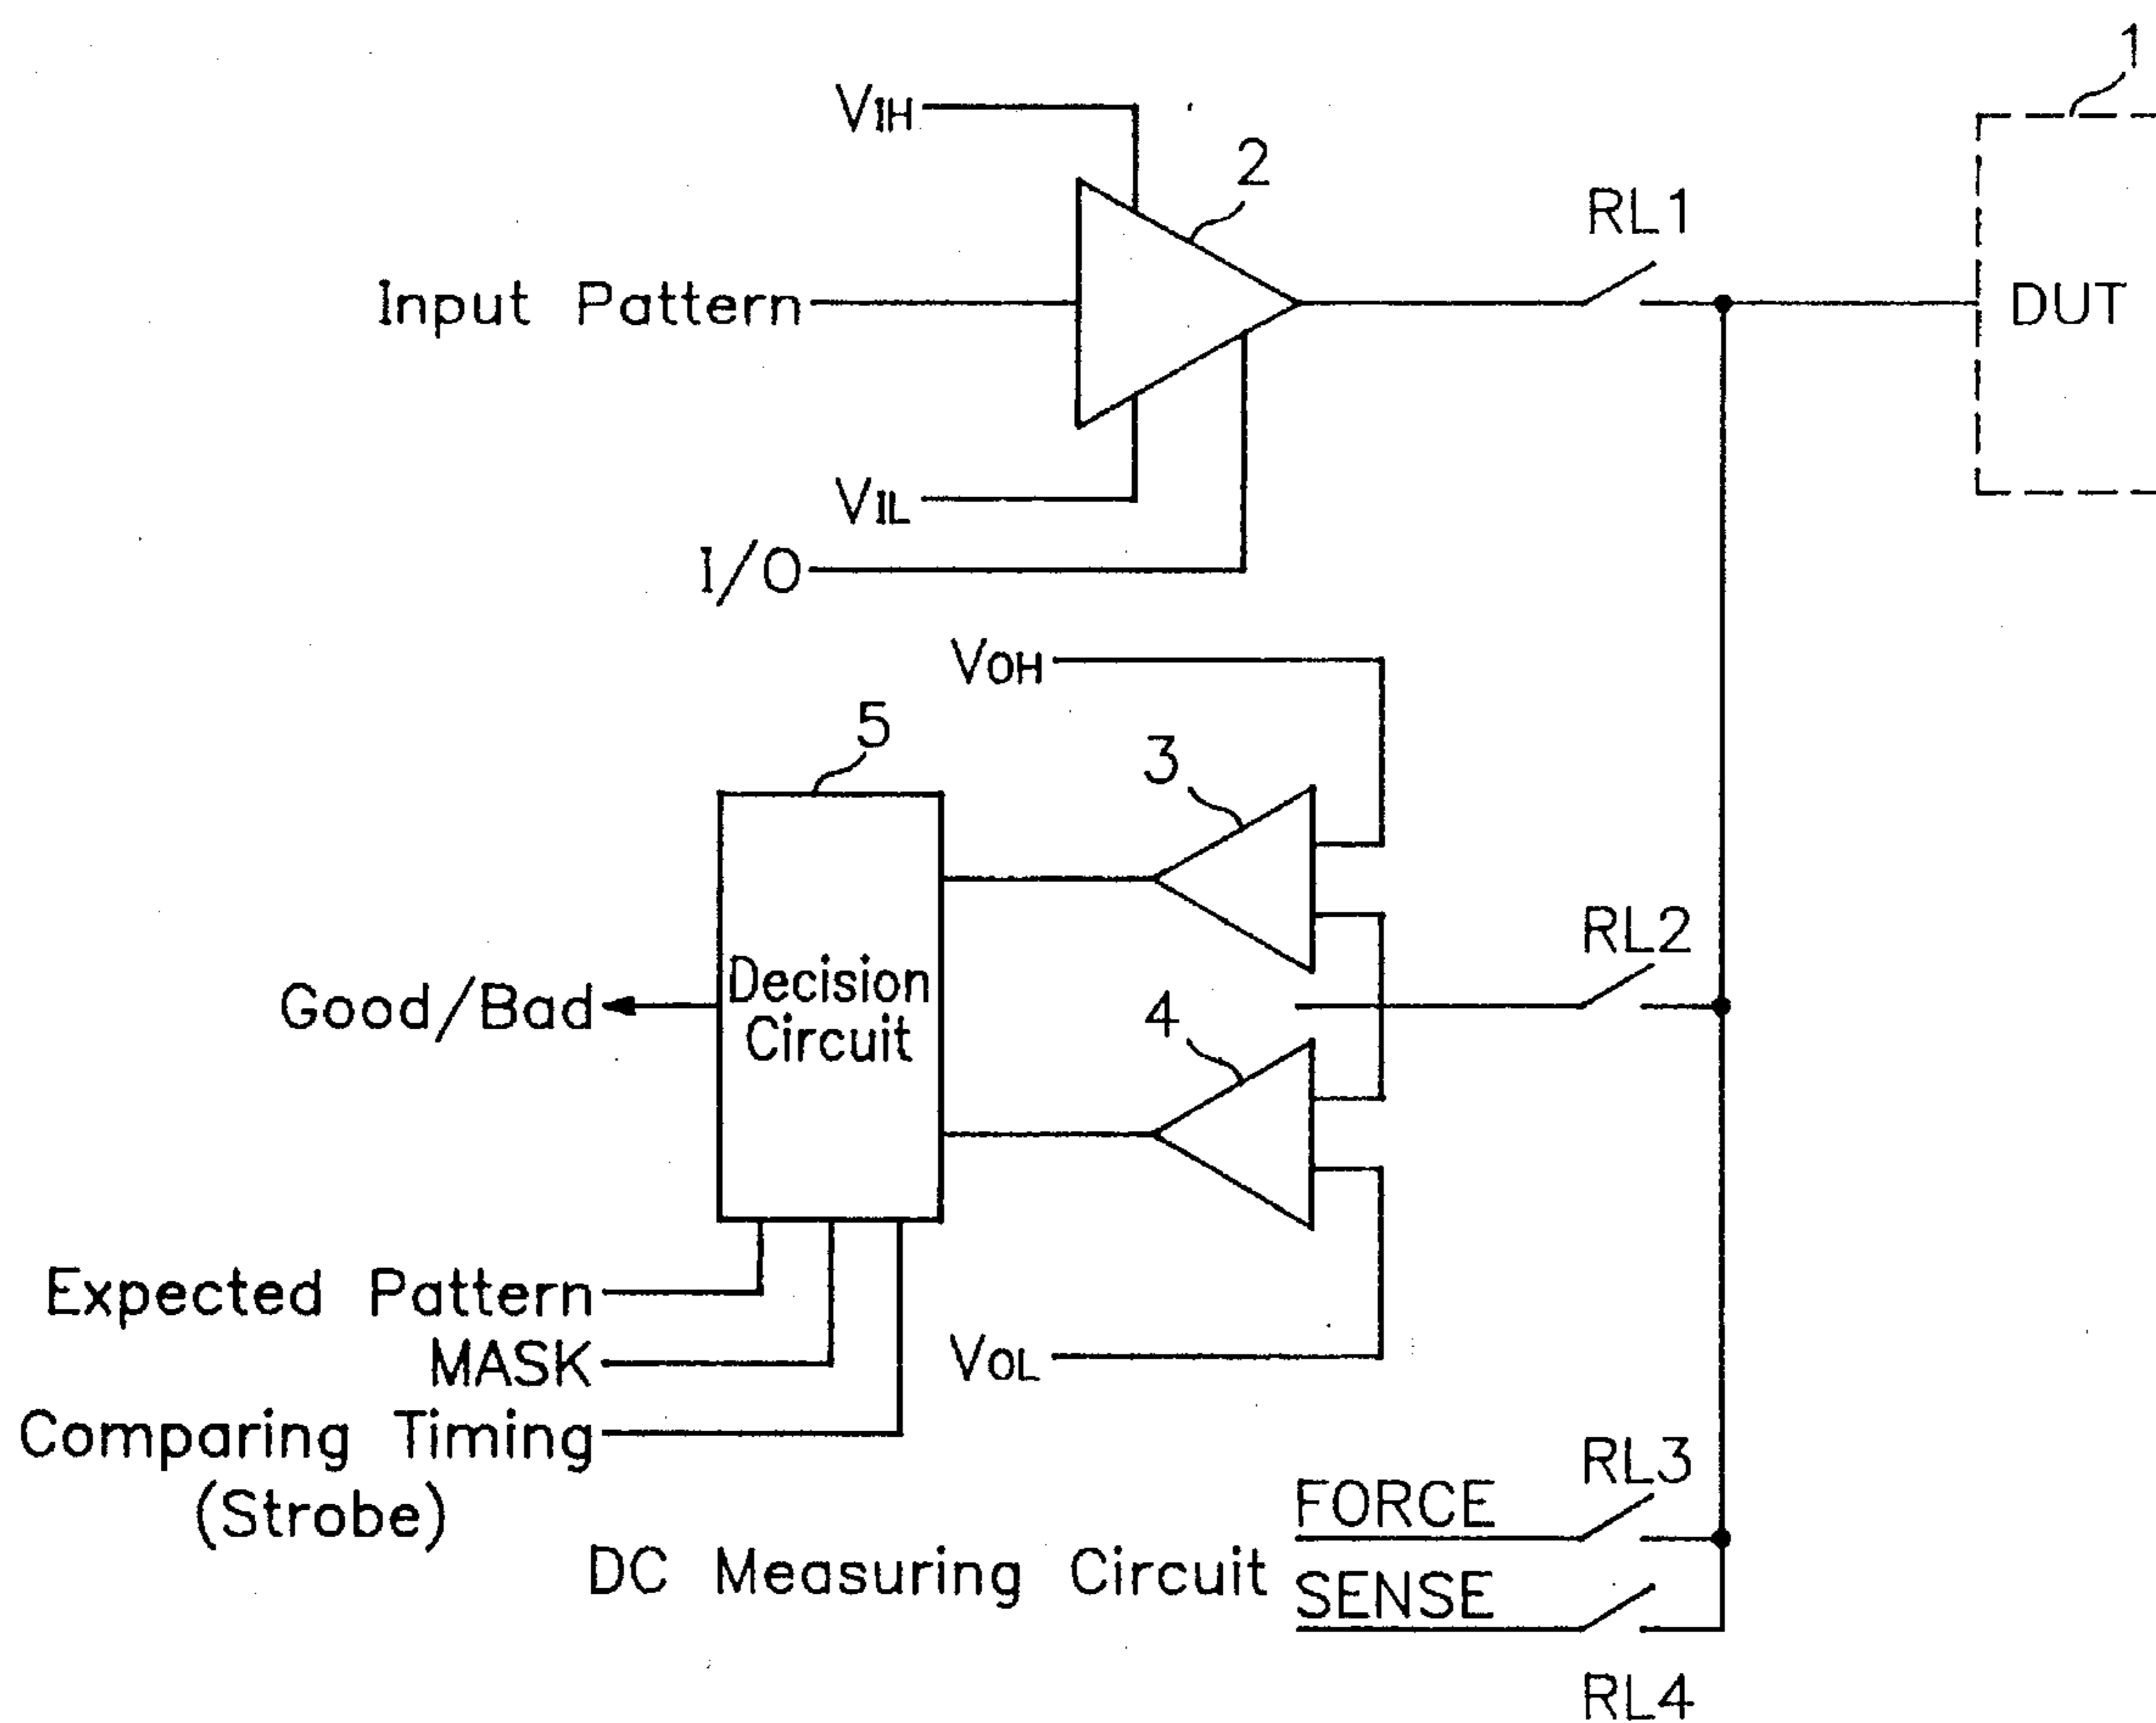 1
VIH
2
RL1
Input Pattern
DUT
VIL
I/O
VOH
5
3
RL2
Decision
Circuit
Good/Bad
4
Expected Pattern
MASK
VOL
Comparing Timing
(Strobe)
RL3
FORCE
DC Measuring Circuit
SENSE
RL4